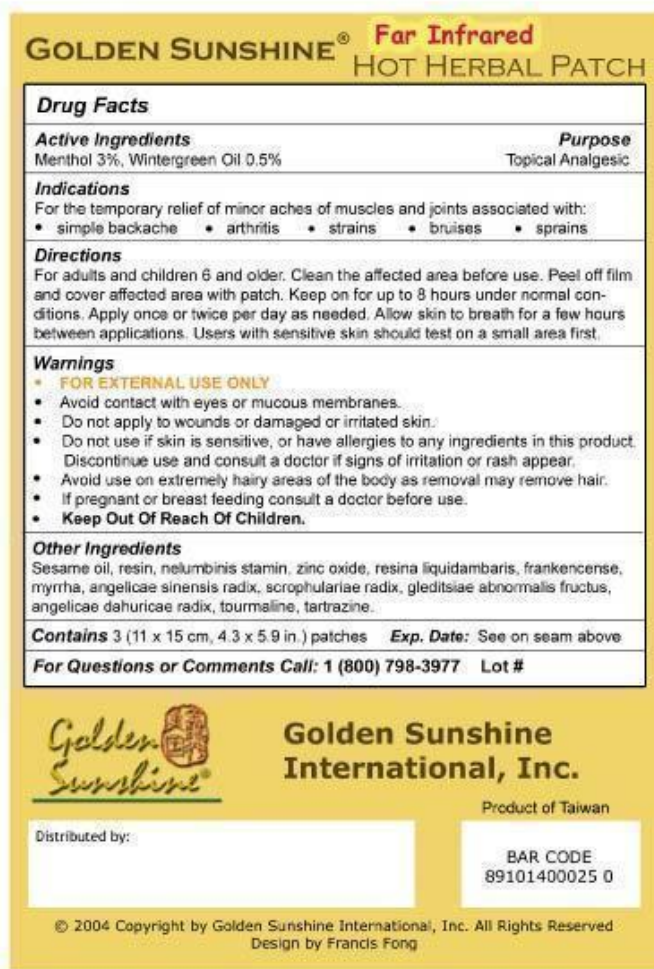 GOLDEN SUNSHINE® Far Infrared
HOT HERBAL PATCH
Drug Facts
Active Ingredients Purpose
Menthol 3%, Wintergreen Oil 0.5% Topical Analgesic
Indications
For the temporary relief of minor aches of muscles and joints associated with:
• simple backache • arthritis • strains • bruises • sprains
Directions
For adults and children 6 and older. Clean the affected area before use. Peel off film
and cover affected area with patch. Keep on for up to 8 hours under normal con-
ditions. Apply once or twice per day as needed. Allow skin to breath for a few hours
between applications. Users with sensitive skin should test on a small area first.
Warnings
• FOR EXTERNAL USE ONLY
• Avoid contact with eyes or mucous membranes.
• Do not apply to wounds or damaged or irritated skin.
• Do not use if skin is sensitive, or have allergies to any ingredients in this product.
Discontinue use and consult a doctor if signs of irritation or rash appear.
• Avoid use on extremely hairy areas of the body as removal may remove hair.
• If pregnant or breast feeding consult a doctor before use.
• Keep Out Of Reach Of Children.
Other Ingredients
Sesame oil, resin, nelumbinis stamin, zinc oxide, resina liquidambaris, frankencense,
myrrha, angelicae sinensis radix, scrophulariae radix, gleditsiae abnormalis fructus,
angelicae dahuricae radix, tourmaline, tartrazine.
Contains 3 (11 x 15 cm, 4.3 x 5.9 in.) patches Exp. Date: See on seam above
For Questions or Comments Call: 1 (800) 798-3977 Lot #
Golden
Sunshine®
Golden Sunshine
International, Inc.
Product of Taiwan
Distributed by:
BAR CODE
89101400025 0
© 2004 Copyright by Golden Sunshine International, Inc. All Rights Reserved
Design by Francis Fong